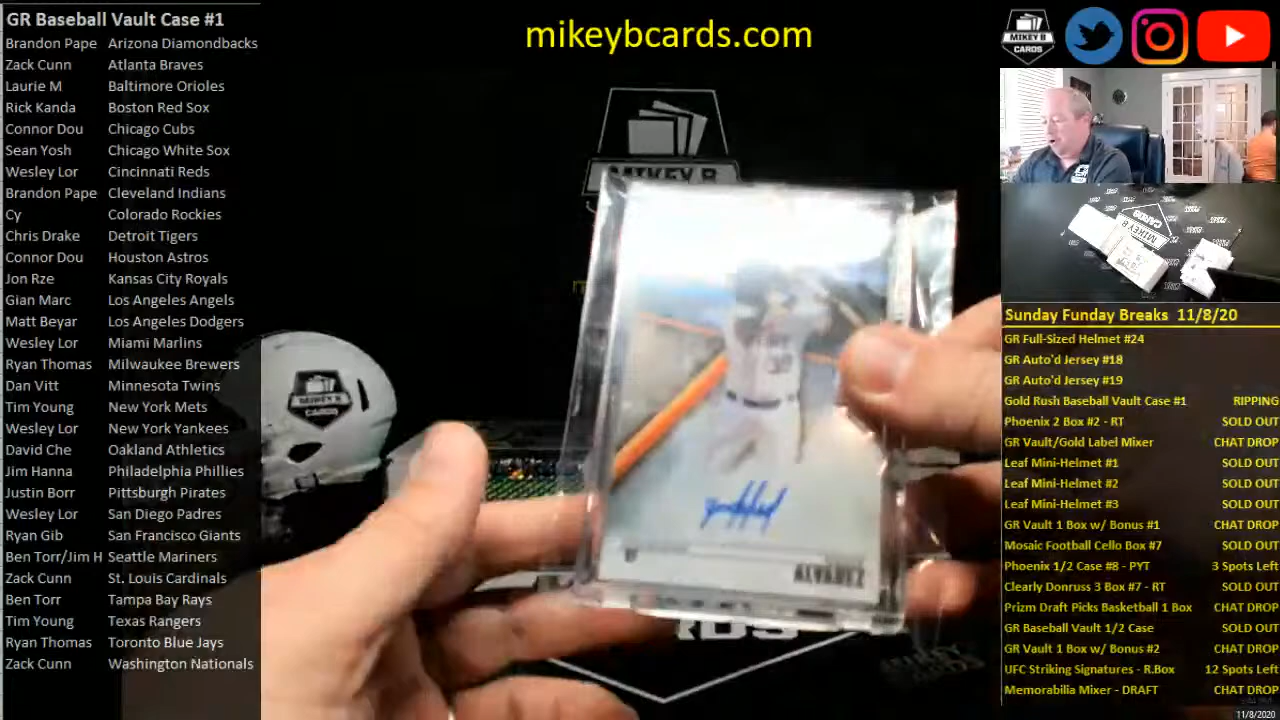 GR Baseball Vault Case #1
Brandon Pape Arizona Diamondbacks
Zack Cunn Atlanta Braves
Laurie M Baltimore Orioles
Rick Kanda Boston Red Sox
Connor Dou Chicago Cubs
Sean Yosh Chicago White Sox
Wesley Lor Cincinnati Reds
Brandon Pape Cleveland Indians
Cy Colorado Rockies
Chris Drake Detroit Tigers
Connor Dou Houston Astros
Jon Rze Kansas City Royals
Gian Marc Los Angeles Angels
Matt Beyar Los Angeles Dodgers
Wesley Lor Miami Marlins
Ryan Thomas Milwaukee Brewers
Dan Vitt Minnesota Twins
Tim Young New York Mets
Wesley Lor New York Yankees
David Che Oakland Athletics
Jim Hanna Philadelphia Phillies
Justin Borr Pittsburgh Pirates
Wesley Lor San Diego Padres
Ryan Gib San Francisco Giants
Ben Torr/Jim H Seattle Mariners
Zack Cunn St. Louis Cardinals
Ben Torr Tampa Bay Rays
Tim Young Texas Rangers
Ryan Thomas Toronto Blue Jays
Zack Cunn Washington Nationals
mikeybcards.com
MIKEY B
ALVAREZ
MIKEY B
CARDS
MIKEY B
CARDS
Sunday Funday Breaks 11/8/20
GR Full-Sized Helmet #24
GR Auto'd Jersey #18
GR Auto'd Jersey #19
Gold Rush Baseball Vault Case #1 RIPPING
Phoenix 2 Box #2 - RT SOLD OUT
GR Vault/Gold Label Mixer CHAT DROP
Leaf Mini-Helmet #1 SOLD OUT
Leaf Mini-Helmet #2 SOLD OUT
Leaf Mini-Helmet #3 SOLD OUT
GR Vault 1 Box w/ Bonus #1 CHAT DROP
Mosaic Football Cello Box #7 SOLD OUT
Phoenix 1/2 Case #8 - PYT 3 Spots Left
Clearly Donruss 3 Box #7 - RT SOLD OUT
Prizm Draft Picks Basketball 1 Box CHAT DROP
GR Baseball Vault 1/2 Case SOLD OUT
GR Vault 1 Box w/ Bonus #2 CHAT DROP
UFC Striking Signatures - R.Box 12 Spots Left
Memorabilia Mixer - DRAFT CHAT DROP
11/8/2020